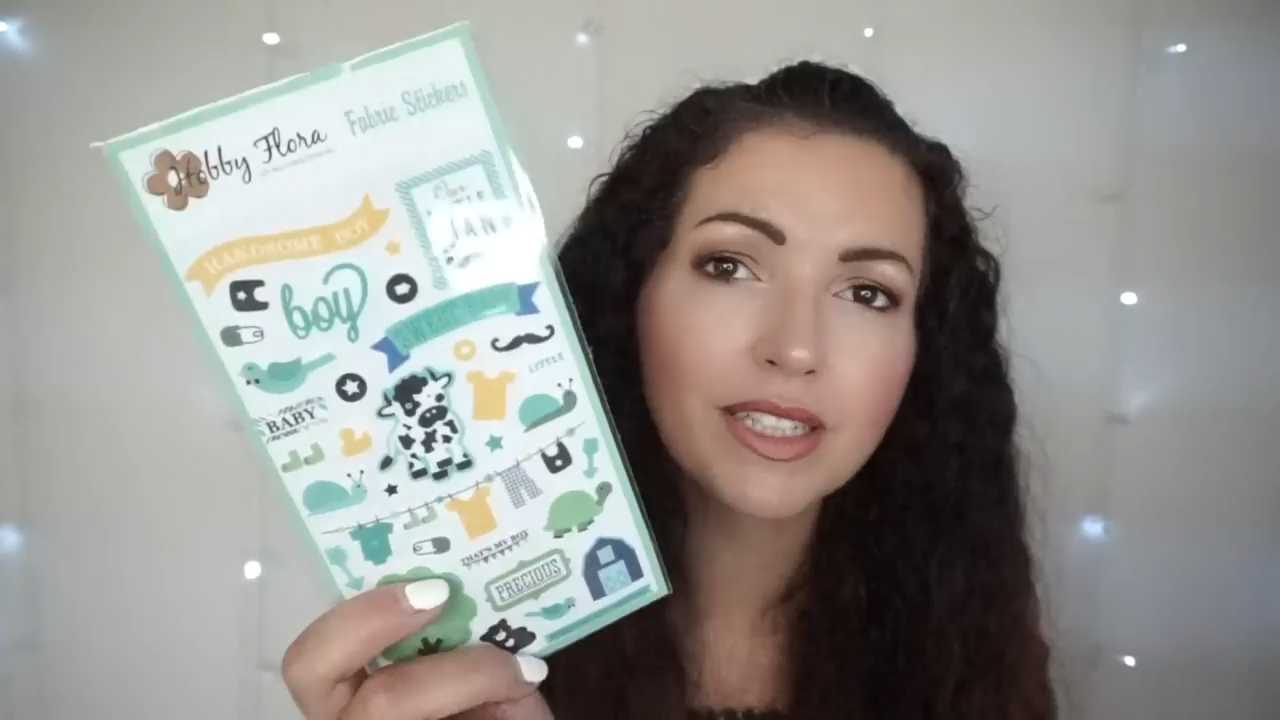 Hobby Flora
Fabric Stickers
HANDSOME BOY
boy
LITTLE
BABY
THAT'S MY BOY
PRECIOUS